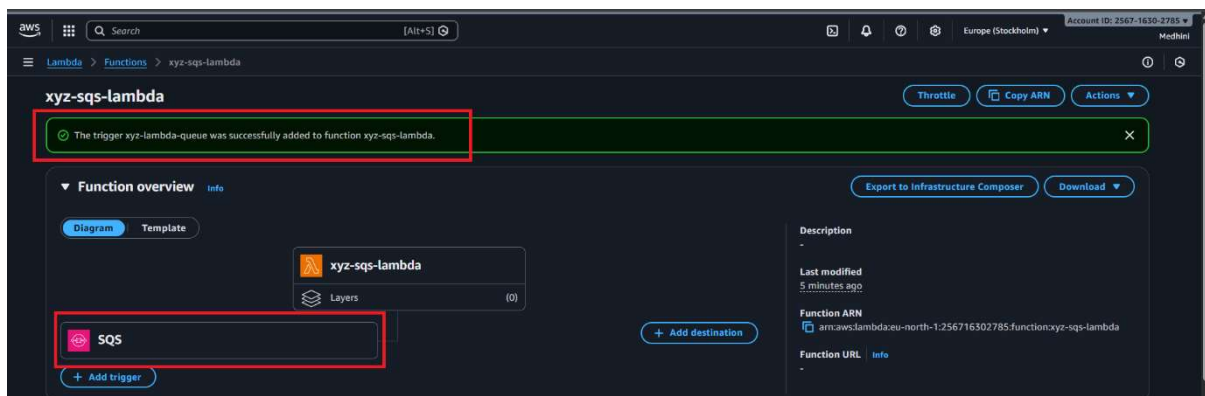 aws Search [Alt+S] Europe (Stockholm) ▼ Account ID: 2567-1630-2785 ▼
Medhini
Lambda > Functions > xyz-sqs-lambda
xyz-sqs-lambda Throttle Copy ARN Actions ▼
The trigger xyz-lambda-queue was successfully added to function xyz-sqs-lambda.
▼ Function overview Info Export to Infrastructure Composer Download ▼
Diagram Template
Description
-
xyz-sqs-lambda
Last modified
5 minutes ago
Layers (0)
Function ARN
arn:aws:lambda:eu-north-1:256716302785:function:xyz-sqs-lambda
SQS
+ Add destination
Function URL Info
-
+ Add trigger